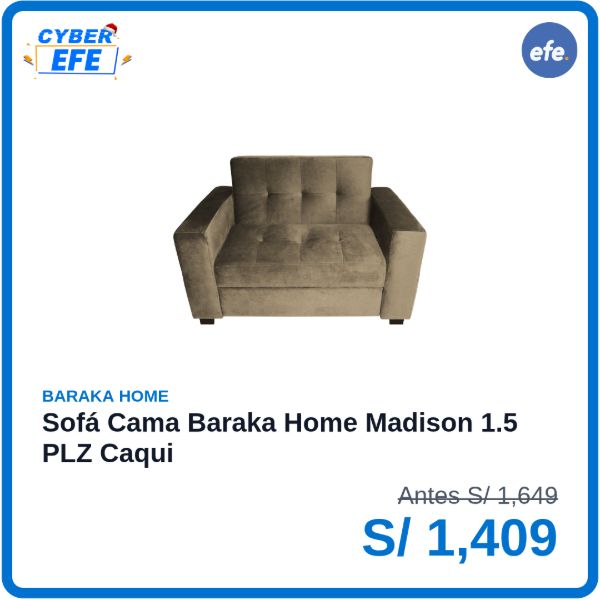 CYBER
EFE
efe.
BARAKA HOME
Sofá Cama Baraka Home Madison 1.5
PLZ Caqui
Antes S/ 1,649
S/ 1,409